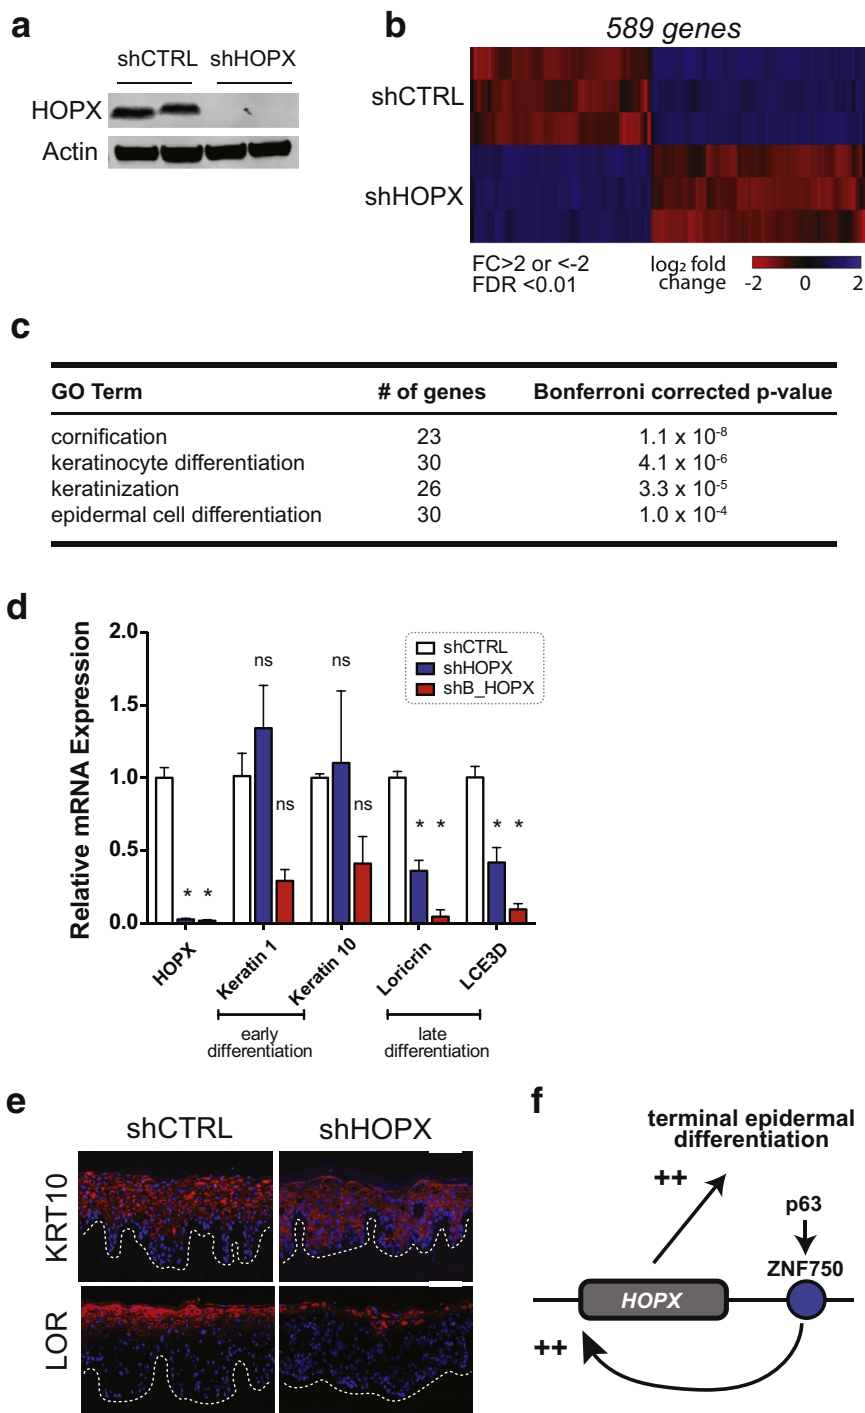 a
shCTRL shHOPX
HOPX
Actin
b
589 genes
shCTRL
shHOPX
FC>2 or <-2
FDR <0.01
log₂ fold
change
-2 0 2
c
GO Term # of genes Bonferroni corrected p-value
cornification 23 1.1 x 10⁻⁸
keratinocyte differentiation 30 4.1 x 10⁻⁶
keratinization 26 3.3 x 10⁻⁵
epidermal cell differentiation 30 1.0 x 10⁻⁴
d
Relative mRNA Expression
2.0
1.5
1.0
0.5
0.0
shCTRL
shHOPX
shB_HOPX
ns ns
ns ns
* * * *
* *
HOPX
Keratin 1
Keratin 10
Loricrin
LCE3D
early
differentiation
late
differentiation
e
shCTRL shHOPX
KRT10
LOR
f
terminal epidermal
differentiation
++
p63
ZNF750
HOPX
++